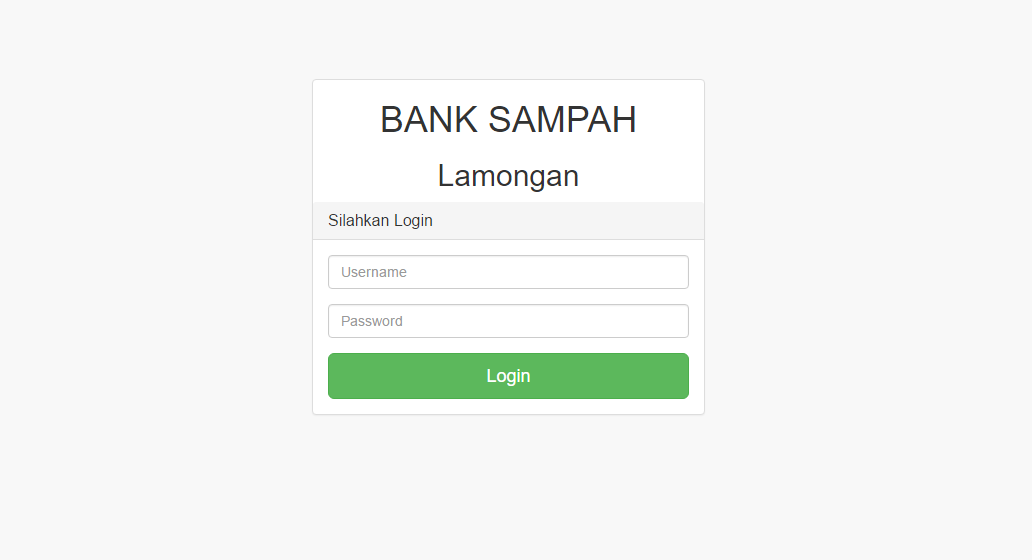 BANK SAMPAH
Lamongan
Silahkan Login
Username
Password
Login